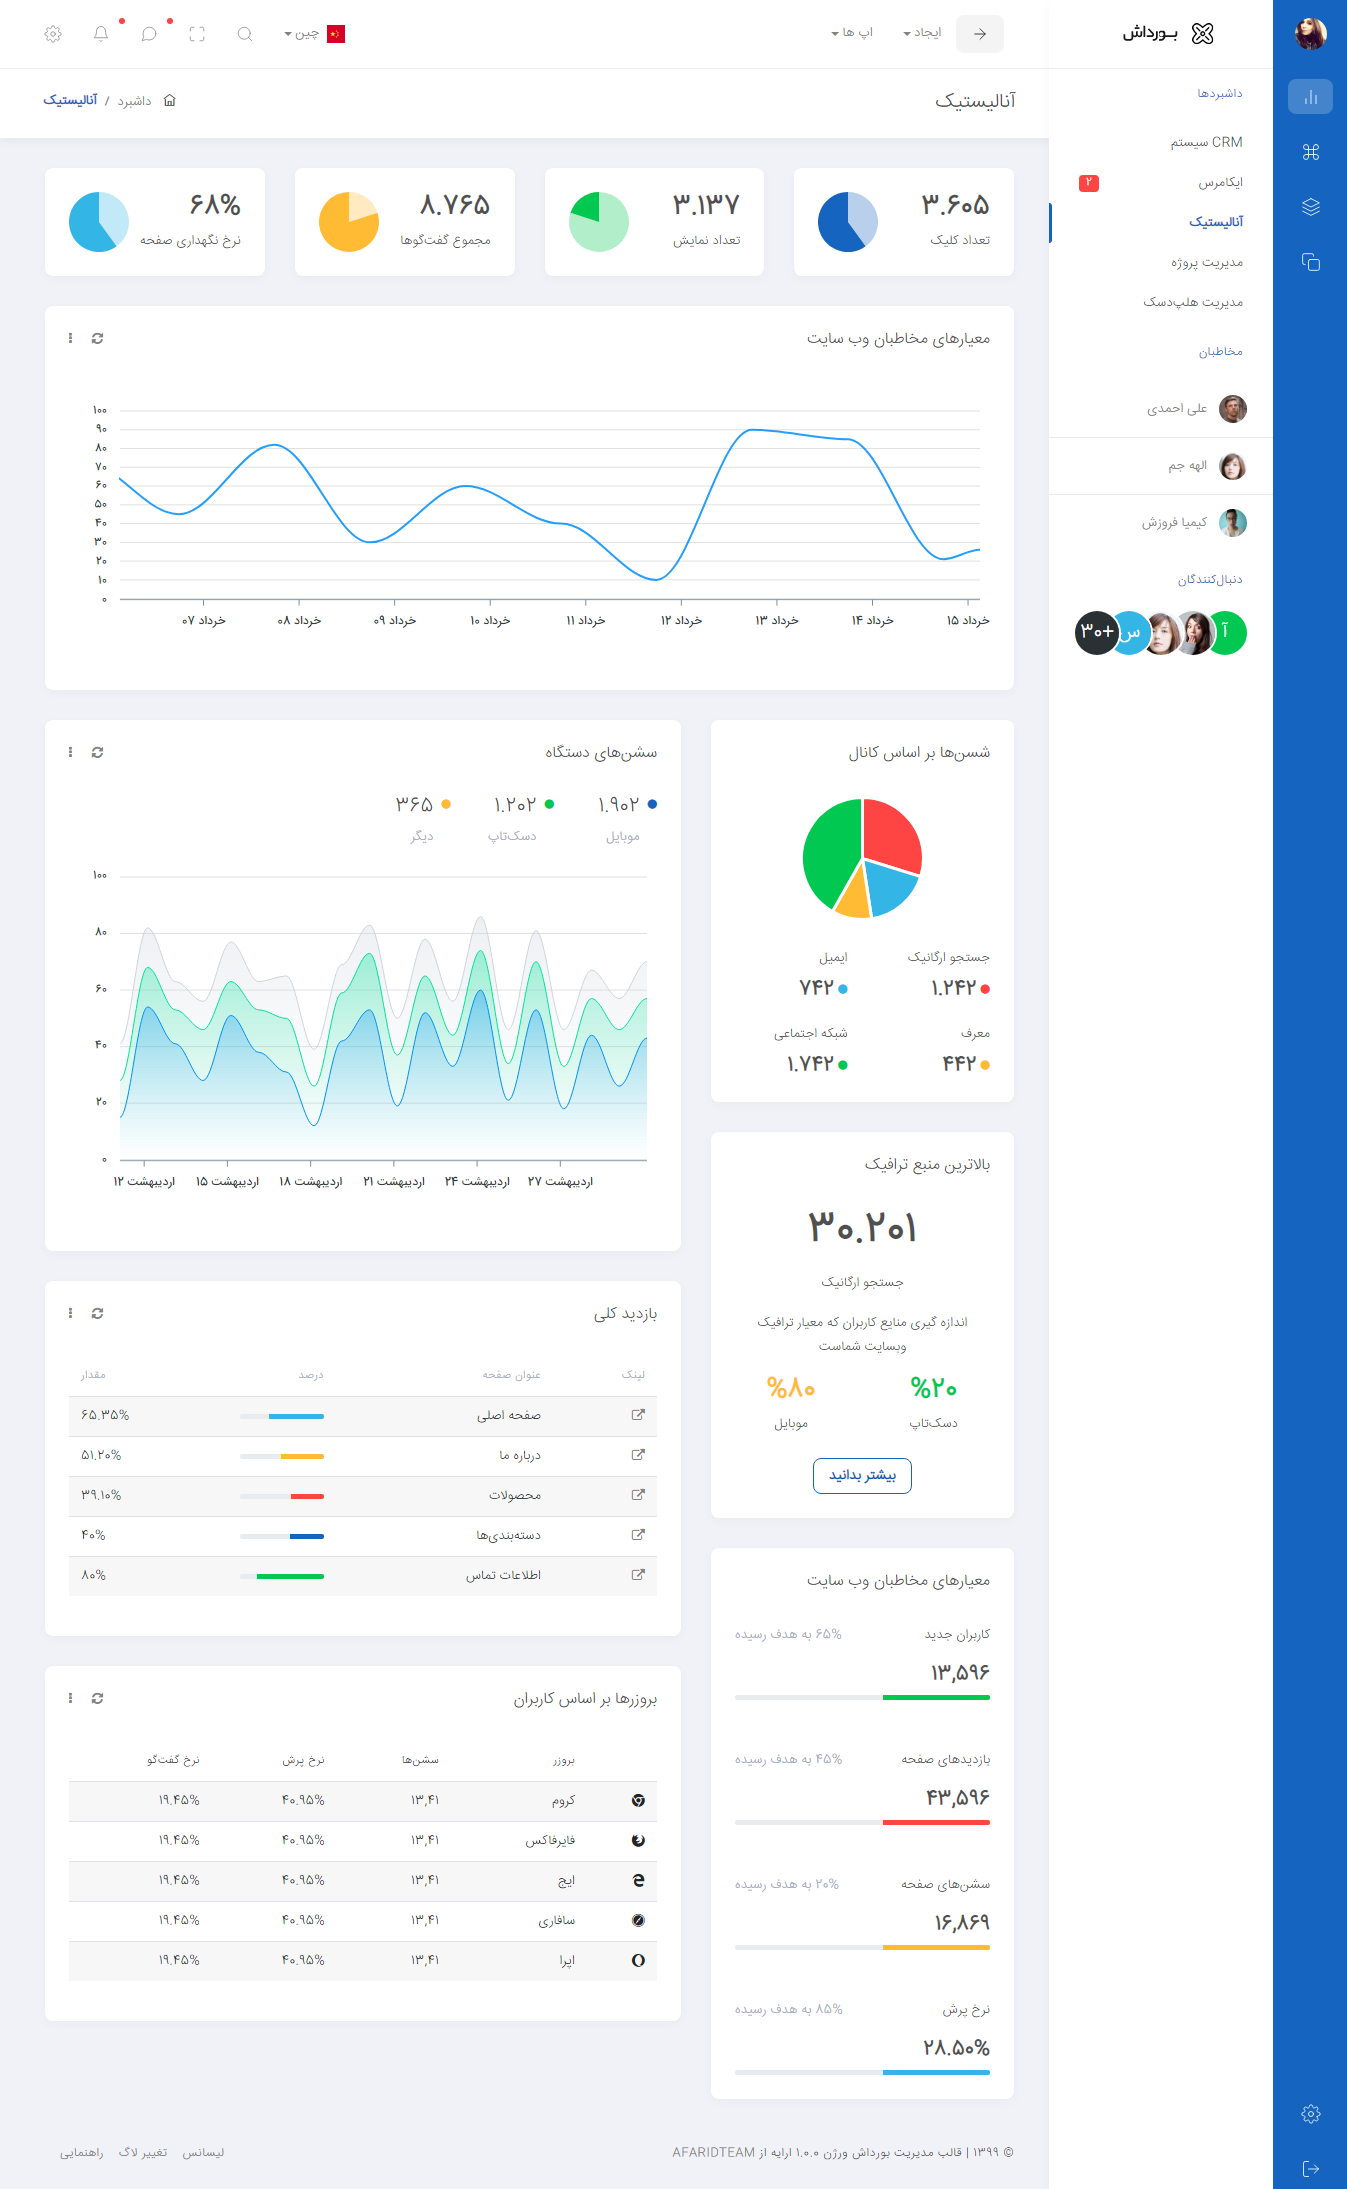 بـورداش
ایجاد
اپ ها
چین
داشبردها
CRM سیستم
ایکامرس
۲
آنالیستیک
مدیریت پروژه
مدیریت هلپ‌دسک
مخاطبان
علی احمدی
الهه جم
کیمیا فروزش
دنبال‌کنندگان
آ
س
۳۰+
آنالیستیک
داشبرد / آنالیستیک
۳.۶۰۵
تعداد کلیک
۳.۱۳۷
تعداد نمایش
۸.۷۶۵
مجموع گفت‌گوها
۶۸%
نرخ نگهداری صفحه
معیارهای مخاطبان وب سایت
۱۰۰
۹۰
۸۰
۷۰
۶۰
۵۰
۴۰
۳۰
۲۰
۱۰
۰
خرداد ۰۷
خرداد ۰۸
خرداد ۰۹
خرداد ۱۰
خرداد ۱۱
خرداد ۱۲
خرداد ۱۳
خرداد ۱۴
خرداد ۱۵
شسن‌ها بر اساس کانال
جستجو ارگانیک
۱.۲۴۲
ایمیل
۷۴۲
معرف
۴۴۲
شبکه اجتماعی
۱.۷۴۲
سشن‌های دستگاه
۱.۹۰۲
موبایل
۱.۲۰۲
دسک‌تاپ
۳۶۵
دیگر
۱۰۰
۸۰
۶۰
۴۰
۲۰
۰
اردیبهشت ۱۲
اردیبهشت ۱۵
اردیبهشت ۱۸
اردیبهشت ۲۱
اردیبهشت ۲۴
اردیبهشت ۲۷
بالاترین منبع ترافیک
۳۰.۲۰۱
جستجو ارگانیک
اندازه گیری منایع کاربران که معیار ترافیک
وبسایت شماست
%۲۰
دسک‌تاپ
%۸۰
موبایل
بیشتر بدانید
بازدید کلی
لینک عنوان صفحه درصد مقدار
صفحه اصلی ۶۵.۳۵%
درباره ما ۵۱.۲۰%
محصولات ۳۹.۱۰%
دسته‌بندی‌ها ۴۰%
اطلاعات تماس ۸۰%
معیارهای مخاطبان وب سایت
کاربران جدید
۶۵% به هدف رسیده
۱۳,۵۹۶
بازدیدهای صفحه
۴۵% به هدف رسیده
۴۳,۵۹۶
سشن‌های صفحه
۲۰% به هدف رسیده
۱۶,۸۶۹
نرخ پرش
۸۵% به هدف رسیده
۲۸.۵۰%
بروزرها بر اساس کاربران
بروزر سشن‌ها نرخ پرش نرخ گفت‌گو
کروم ۱۳,۴۱ ۴۰.۹۵% ۱۹.۴۵%
فایرفاکس ۱۳,۴۱ ۴۰.۹۵% ۱۹.۴۵%
ایج ۱۳,۴۱ ۴۰.۹۵% ۱۹.۴۵%
سافاری ۱۳,۴۱ ۴۰.۹۵% ۱۹.۴۵%
اپرا ۱۳,۴۱ ۴۰.۹۵% ۱۹.۴۵%
© ۱۳۹۹ | قالب مدیریت بورداش ورژن ۱.۰.۰ ارایه از AFARIDTEAM
لیسانس
تغییر لاگ
راهنمایی